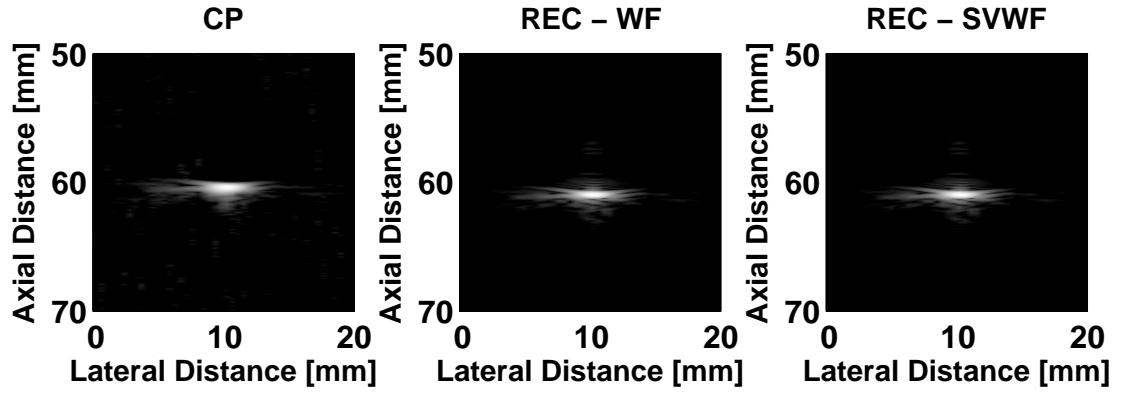 CP
REC – WF
REC – SVWF
50
60
70
Axial Distance [mm]
0
10
20
Lateral Distance [mm]
50
60
70
Axial Distance [mm]
0
10
20
Lateral Distance [mm]
50
60
70
Axial Distance [mm]
0
10
20
Lateral Distance [mm]